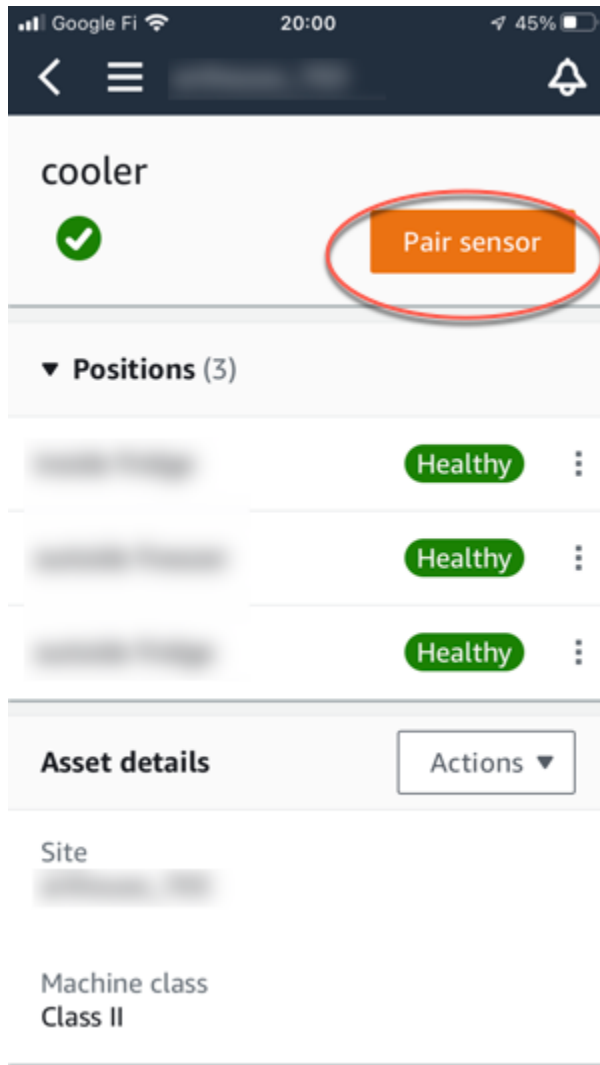 Google Fi 20:00 45%
cooler
Pair sensor
Positions (3)
Healthy
Healthy
Healthy
Asset details Actions
Site
Machine class
Class II